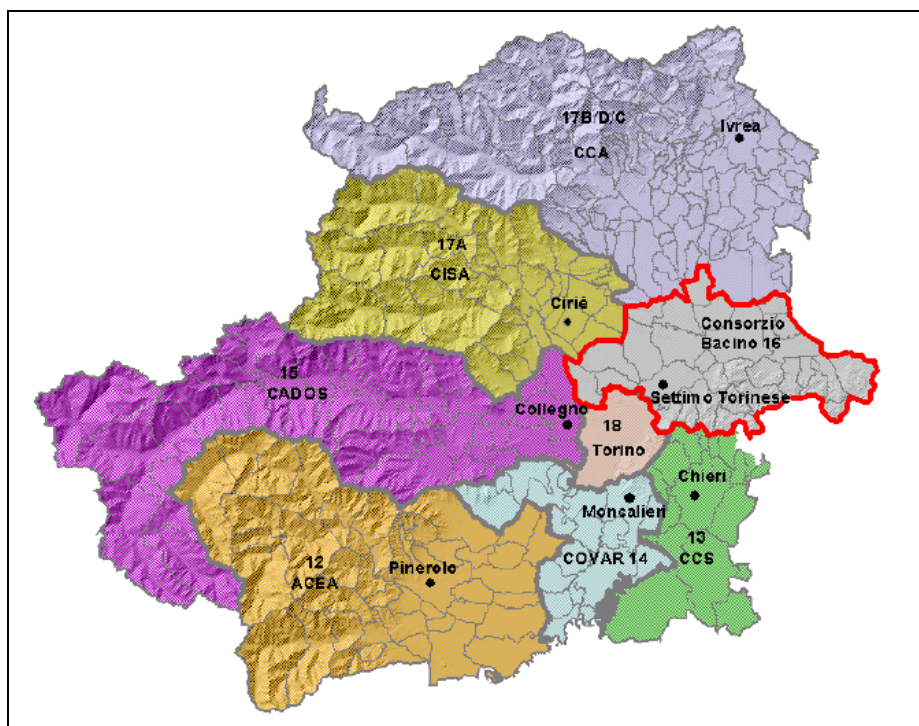 17B/D/C
CCA
Ivrea
17A
CISA
Ciriè
Consorzio
Bacino 16
Settimo Torinese
15
CADOS
Collegno
18
Torino
Chieri
Moncalieri
13
CCS
COVAR 14
12
ACEA
Pinerolo